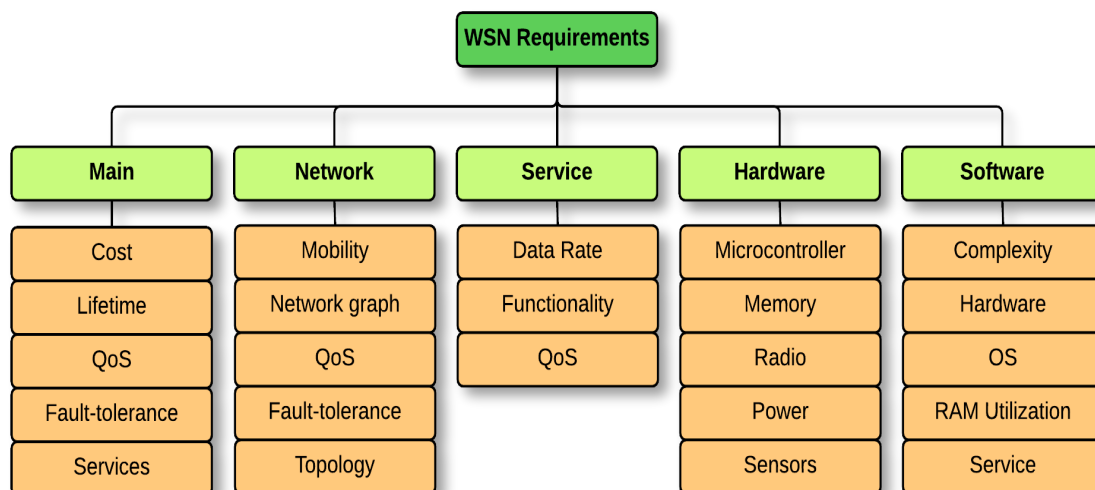 WSN Requirements
Main
Network
Service
Hardware
Software
Cost
Lifetime
QoS
Fault-tolerance
Services
Mobility
Network graph
QoS
Fault-tolerance
Topology
Data Rate
Functionality
QoS
Microcontroller
Memory
Radio
Power
Sensors
Complexity
Hardware
OS
RAM Utilization
Service